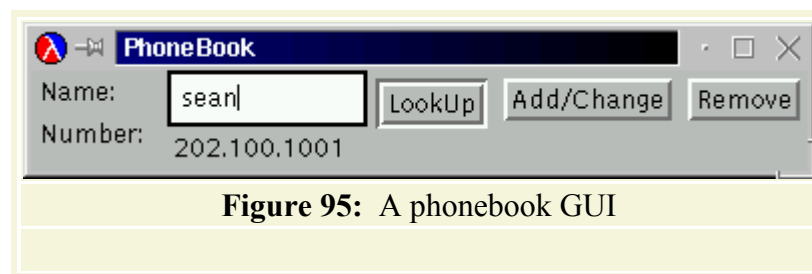 PhoneBook
Name: sean LookUp Add/Change Remove
Number: 202.100.1001
Figure 95: A phonebook GUI